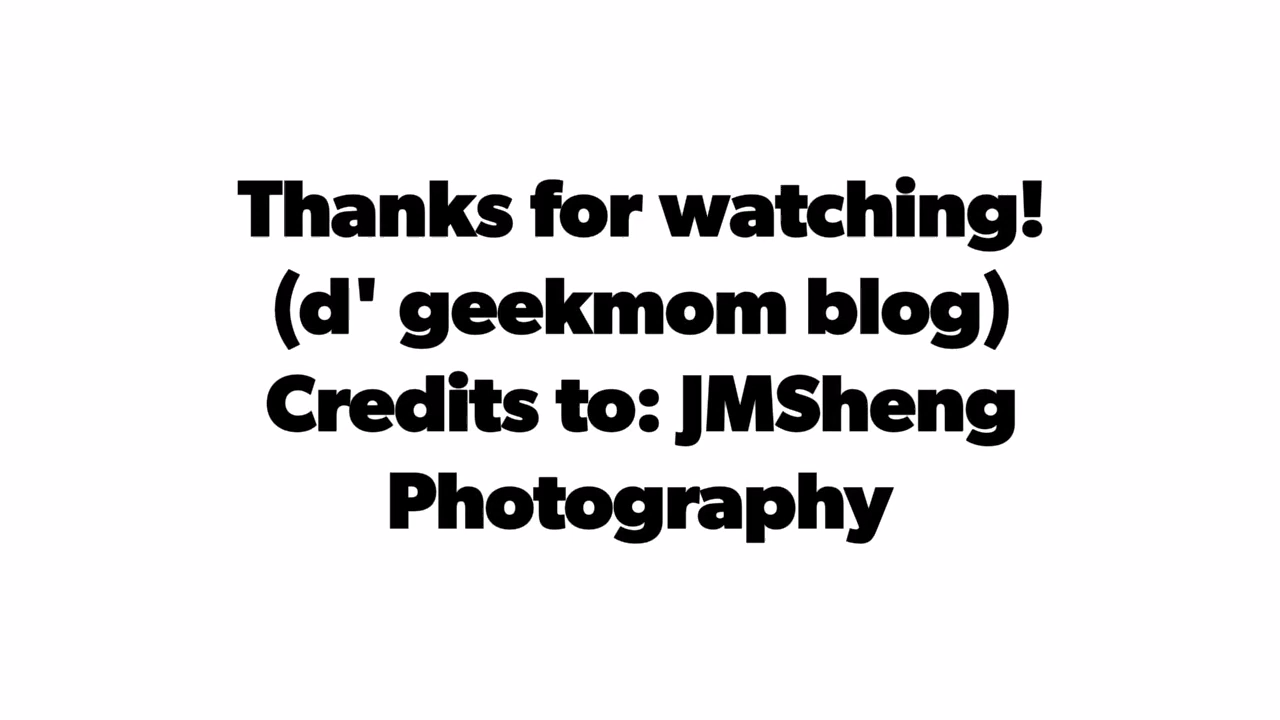 Thanks for watching!
(d' geekmom blog)
Credits to: JMSheng
Photography